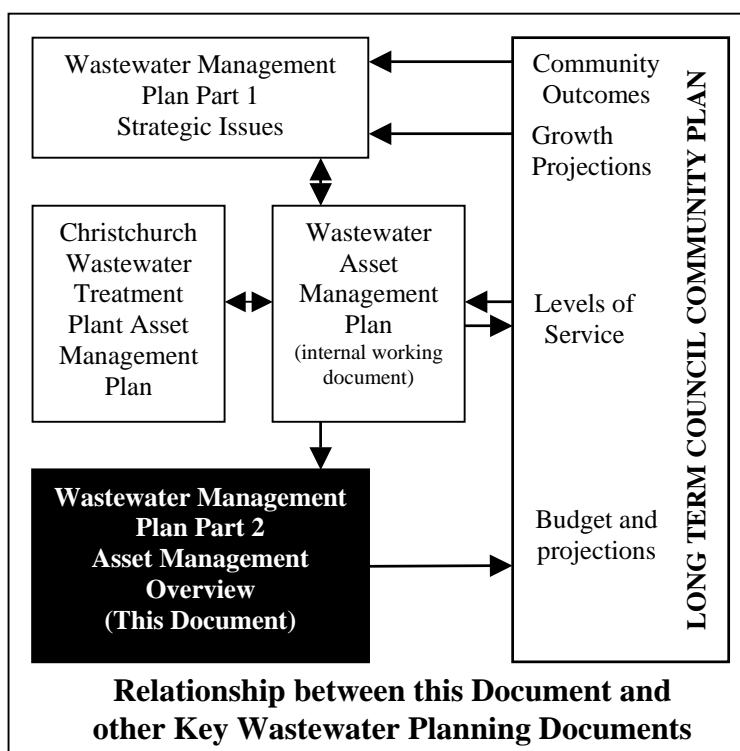 Wastewater Management
Plan Part 1
Strategic Issues
Community
Outcomes
Growth
Projections
Christchurch
Wastewater
Treatment
Plant Asset
Management
Plan
Wastewater
Asset
Management
Plan
(internal working
document)
Levels of
Service
Wastewater Management
Plan Part 2
Asset Management
Overview
(This Document)
Budget and
projections
LONG TERM COUNCIL COMMUNITY PLAN
Relationship between this Document and
other Key Wastewater Planning Documents